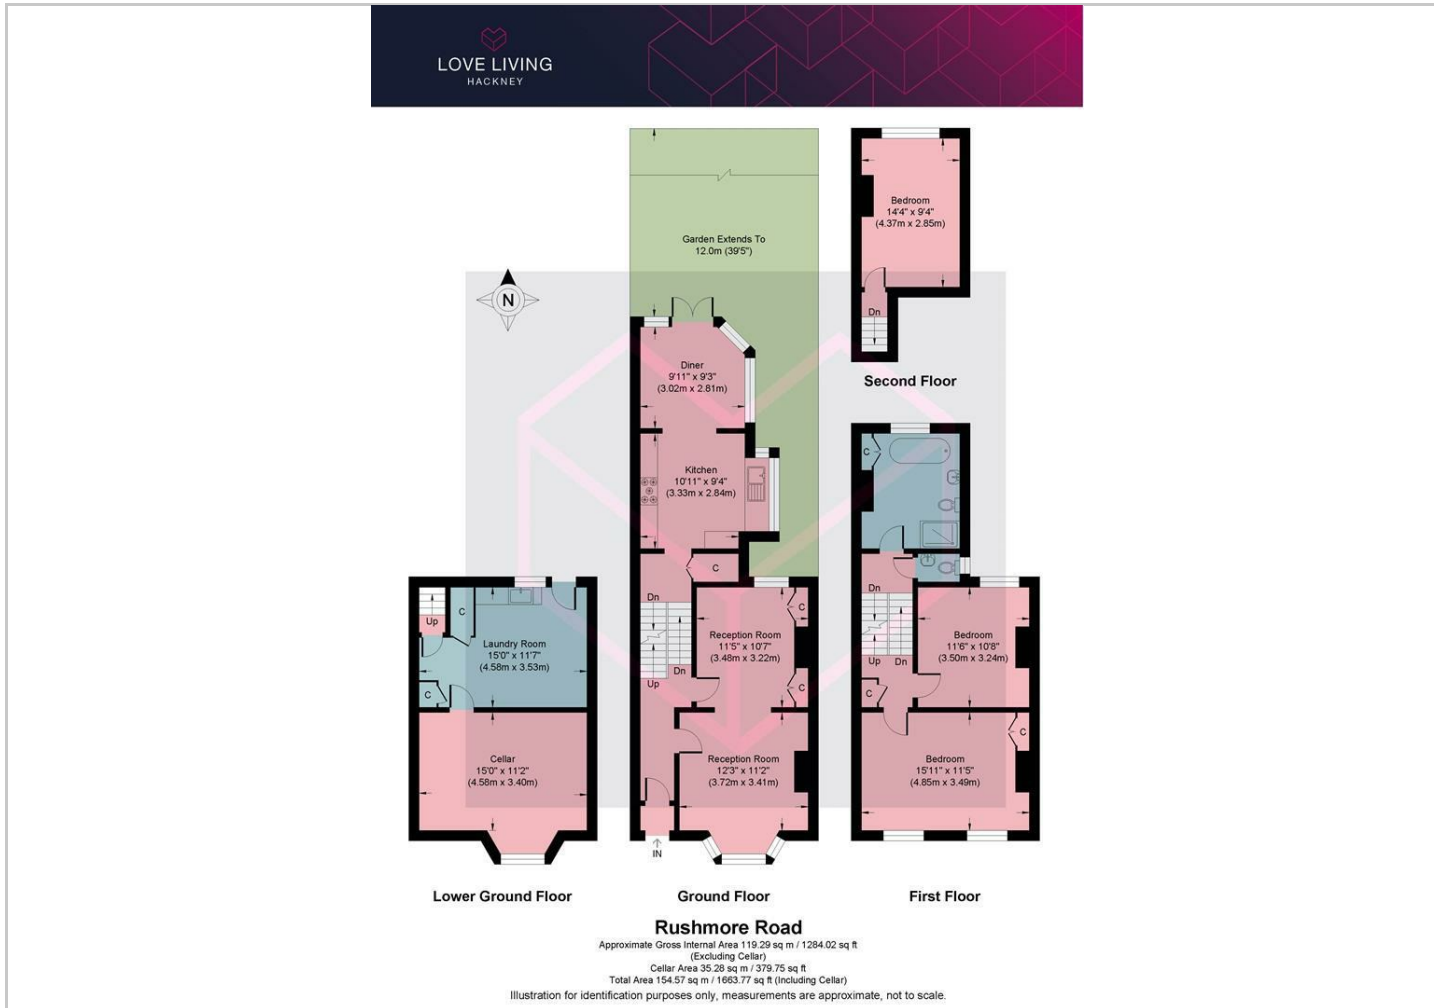 LOVE LIVING
HACKNEY
Garden Extends To
12.0m (39'5")
N
Diner
9'11" x 9'3"
(3.02m x 2.81m)
Kitchen
10'11" x 9'4"
(3.33m x 2.84m)
C
Dn
Dn
Up
Reception Room
11'5" x 10'7"
(3.48m x 3.22m)
C
C
Reception Room
12'3" x 11'2"
(3.72m x 3.41m)
IN
Ground Floor
Bedroom
14'4" x 9'4"
(4.37m x 2.85m)
Dn
Second Floor
C
Dn
Up
Dn
C
Bedroom
11'6" x 10'8"
(3.50m x 3.24m)
Bedroom
15'11" x 11'5"
(4.85m x 3.49m)
C
First Floor
Up
C
Laundry Room
15'0" x 11'7"
(4.58m x 3.53m)
C
Cellar
15'0" x 11'2"
(4.58m x 3.40m)
Lower Ground Floor
Rushmore Road
Approximate Gross Internal Area 119.29 sq m / 1284.02 sq ft
(Excluding Cellar)
Cellar Area 35.28 sq m / 379.75 sq ft
Total Area 154.57 sq m / 1663.77 sq ft (Including Cellar)
Illustration for identification purposes only, measurements are approximate, not to scale.